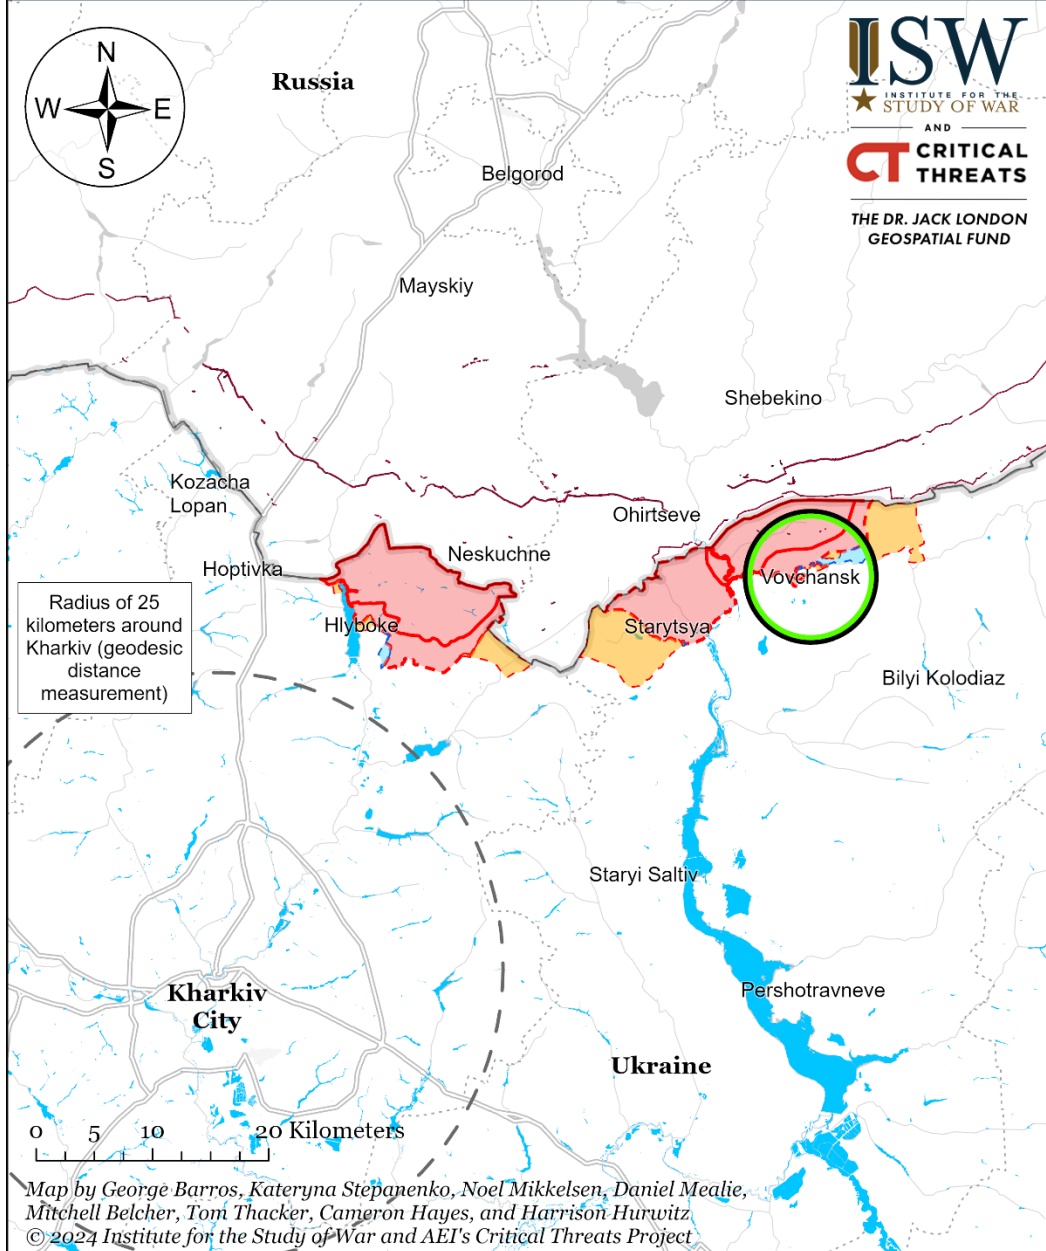 N
W E
S
Russia
ISW
INSTITUTE FOR THE
STUDY OF WAR
AND
CT CRITICAL
THREATS
THE DR. JACK LONDON
GEOSPATIAL FUND
Belgorod
Mayskiy
Shebekino
Kozacha
Lopan
Ohirtseve
Neskuchne
Hoptivka
Vovchansk
Radius of 25
kilometers around
Kharkiv (geodesic
distance
measurement)
Hlyboke
Starytsya
Bilyi Kolodiaz
Staryi Saltiv
Kharkiv
City
Pershotravneve
Ukraine
0 5 10 20 Kilometers
Map by George Barros, Kateryna Stepanenko, Noel Mikkelsen, Daniel Mealie,
Mitchell Belcher, Tom Thacker, Cameron Hayes, and Harrison Hurwitz
© 2024 Institute for the Study of War and AEI's Critical Threats Project